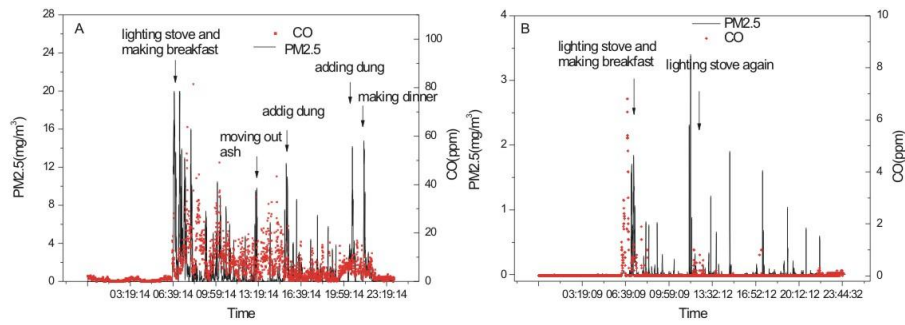 A
CO
PM2.5
lighting stove and
making breakfast
adding dung
making dinner
addig dung
moving out
ash
PM2.5(mg/m³)
28
24
20
16
12
8
4
0
CO(ppm)
100
80
60
40
20
0
03:19:14 06:39:14 09:59:14 13:19:14 16:39:14 19:59:14 23:19:14
Time
B
PM2.5
CO
lighting stove and
making breakfast
lighting stove again
PM2.5(mg/m³)
4
3
2
1
0
CO(ppm)
10
8
6
4
2
0
03:19:09 06:39:09 09:59:09 13:32:12 16:52:12 20:12:12 23:44:32
Time